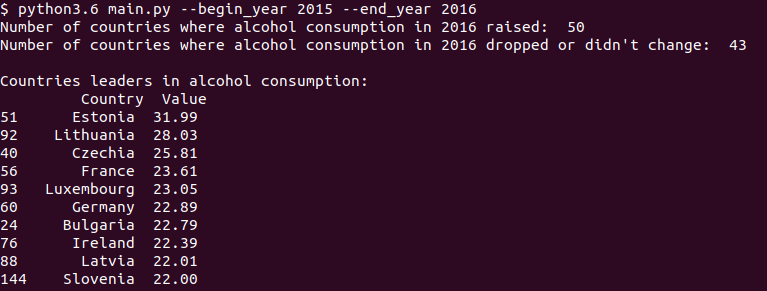 $ python3.6 main.py --begin_year 2015 --end_year 2016
Number of countries where alcohol consumption in 2016 raised:  50
Number of countries where alcohol consumption in 2016 dropped or didn't change:  43

Countries leaders in alcohol consumption:
         Country  Value
51      Estonia  31.99
92    Lithuania  28.03
40      Czechia  25.81
56       France  23.61
93   Luxembourg  23.05
60      Germany  22.89
24     Bulgaria  22.79
76      Ireland  22.39
88       Latvia  22.01
144    Slovenia  22.00